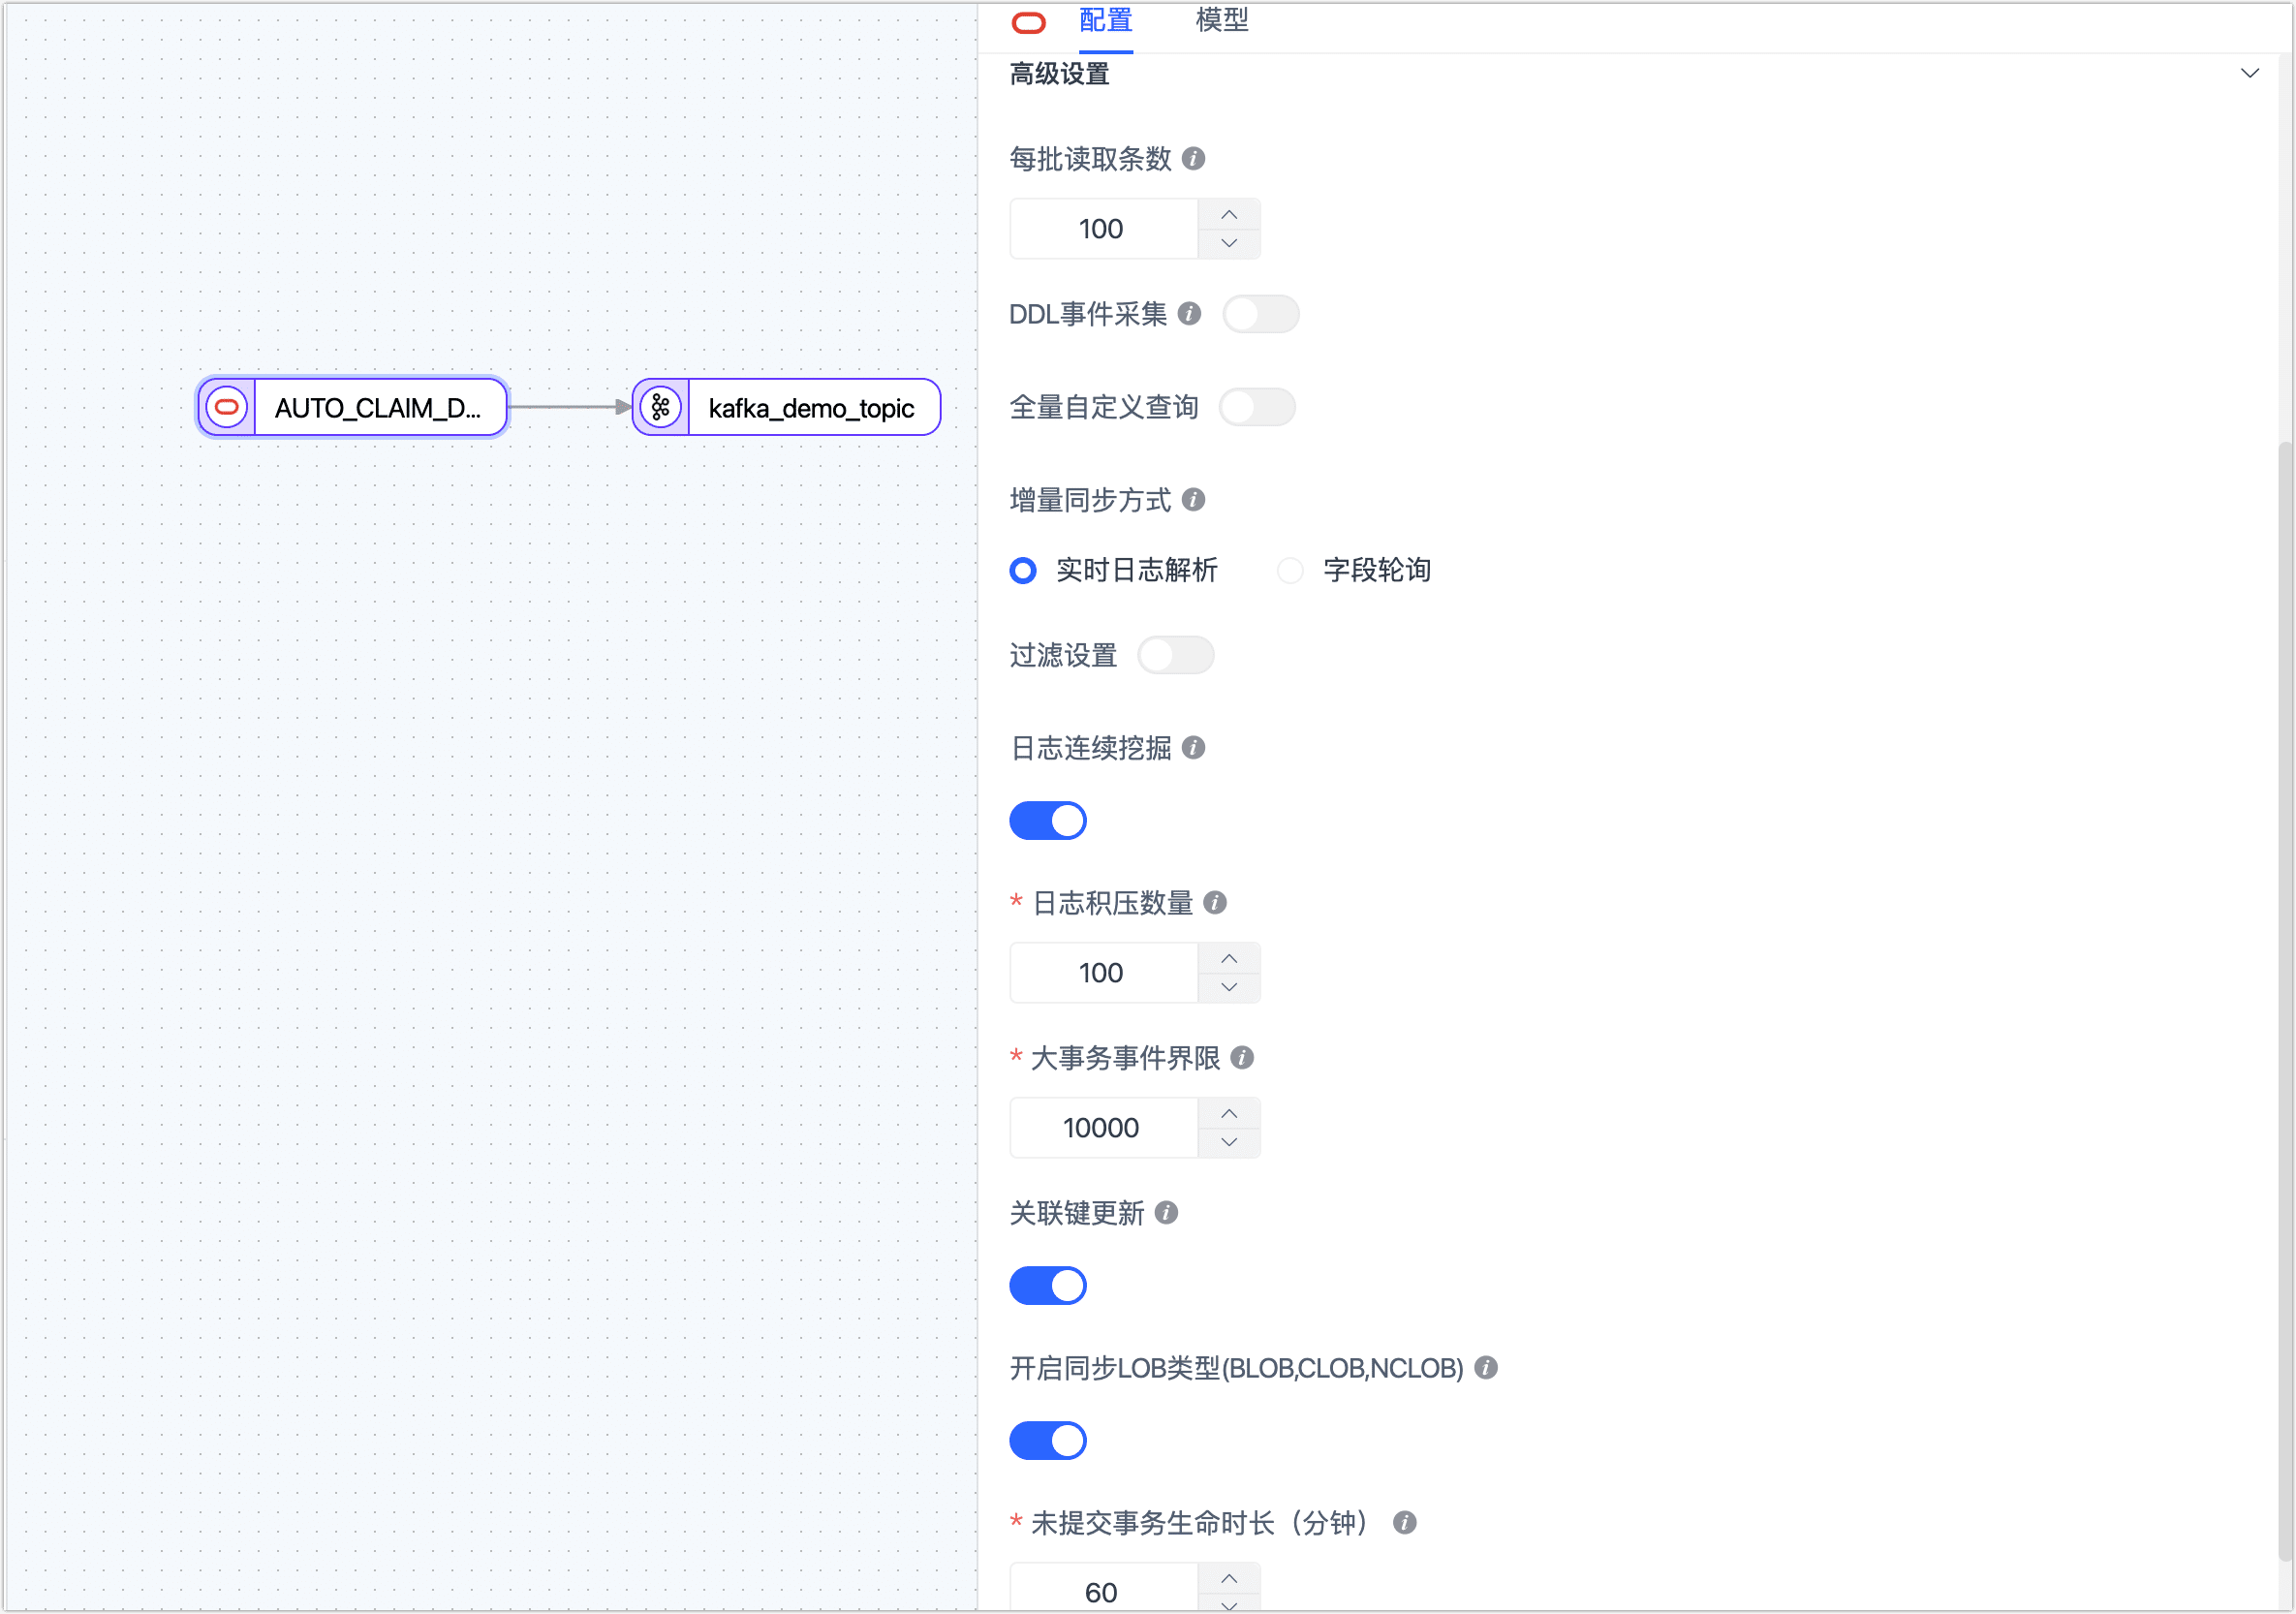 配置 模型
高级设置
每批读取条数
100
DDL事件采集
AUTO_CLAIM_D...
kafka_demo_topic
全量自定义查询
增量同步方式
实时日志解析 字段轮询
过滤设置
日志连续挖掘
* 日志积压数量
100
* 大事务事件界限
10000
关联键更新
开启同步LOB类型(BLOB,CLOB,NCLOB)
* 未提交事务生命时长（分钟）
60